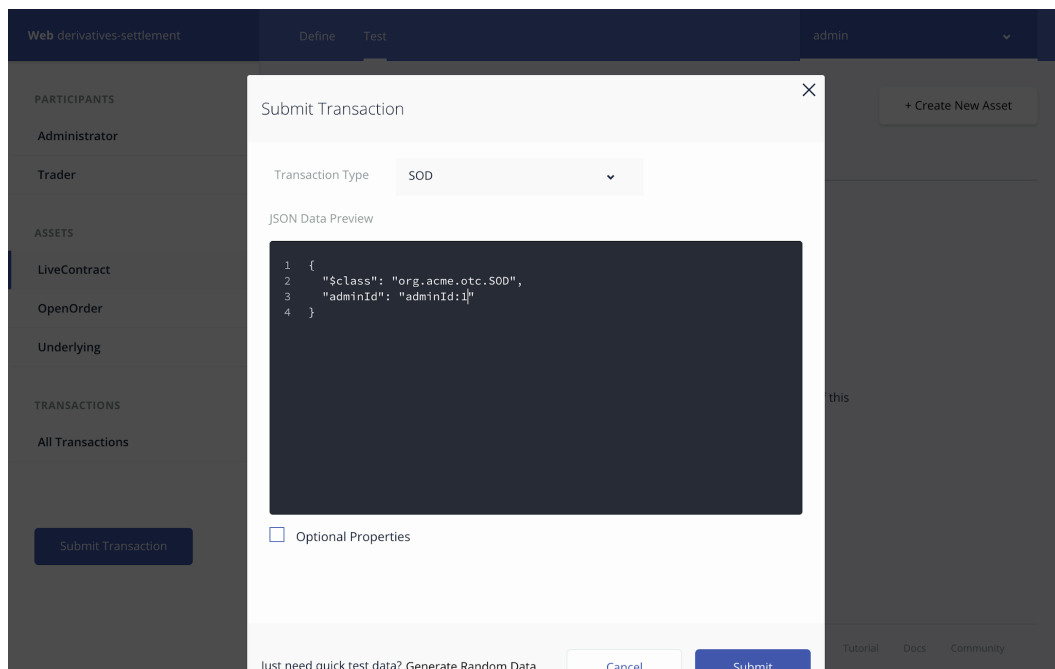 Web derivatives-settlement
Define
Test
admin
PARTICIPANTS
Administrator
Trader
ASSETS
LiveContract
OpenOrder
Underlying
TRANSACTIONS
All Transactions
Submit Transaction
+ Create New Asset
Submit Transaction
Transaction Type
SOD
JSON Data Preview
1 {
2 "$class": "org.acme.otc.SOD",
3 "adminId": "adminId:1"
4 }
Optional Properties
this
Just need quick test data? Generate Random Data
Cancel
Submit
Tutorial
Docs
Community